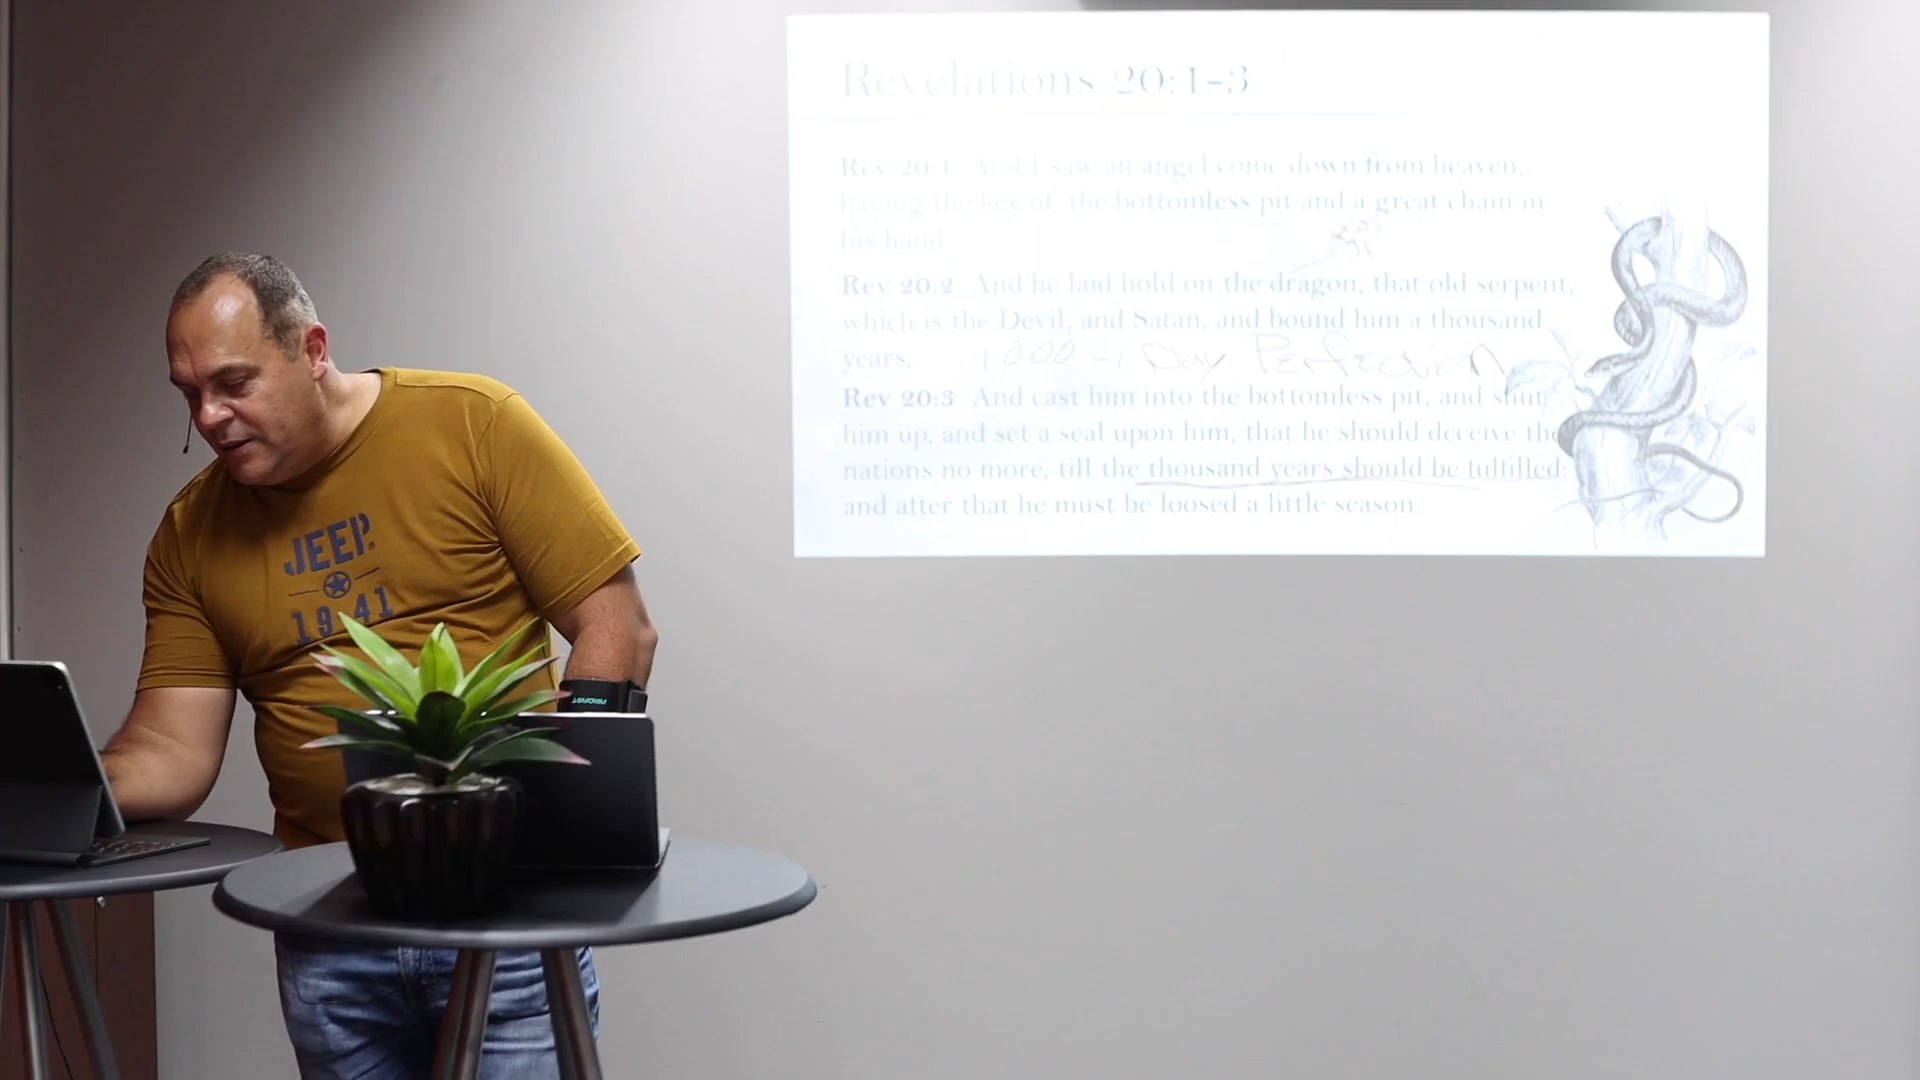 Revelations 20:1-3
Rev 20:1 And I saw an angel come down from heaven,
having the key of the bottomless pit and a great chain in
his hand
Rev 20:2 And he laid hold on the dragon, that old serpent,
which is the Devil, and Satan, and bound him a thousand
years, 1000 - 1 Day Perfection
Rev 20:3 And cast him into the bottomless pit, and shut
him up, and set a seal upon him, that he should deceive the
nations no more, till the thousand years should be fulfilled:
and after that he must be loosed a little season.
JEEP.
1941